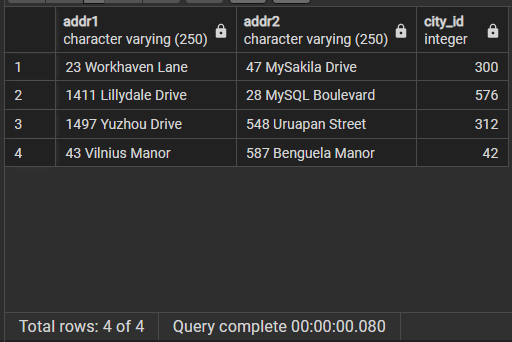 addr1 addr2 city_id
character varying (250) character varying (250) integer
1 23 Workhaven Lane 47 MySakila Drive 300
2 1411 Lillydale Drive 28 MySQL Boulevard 576
3 1497 Yuzhou Drive 548 Uruapan Street 312
4 43 Vilnius Manor 587 Benguela Manor 42
Total rows: 4 of 4 Query complete 00:00:00.080